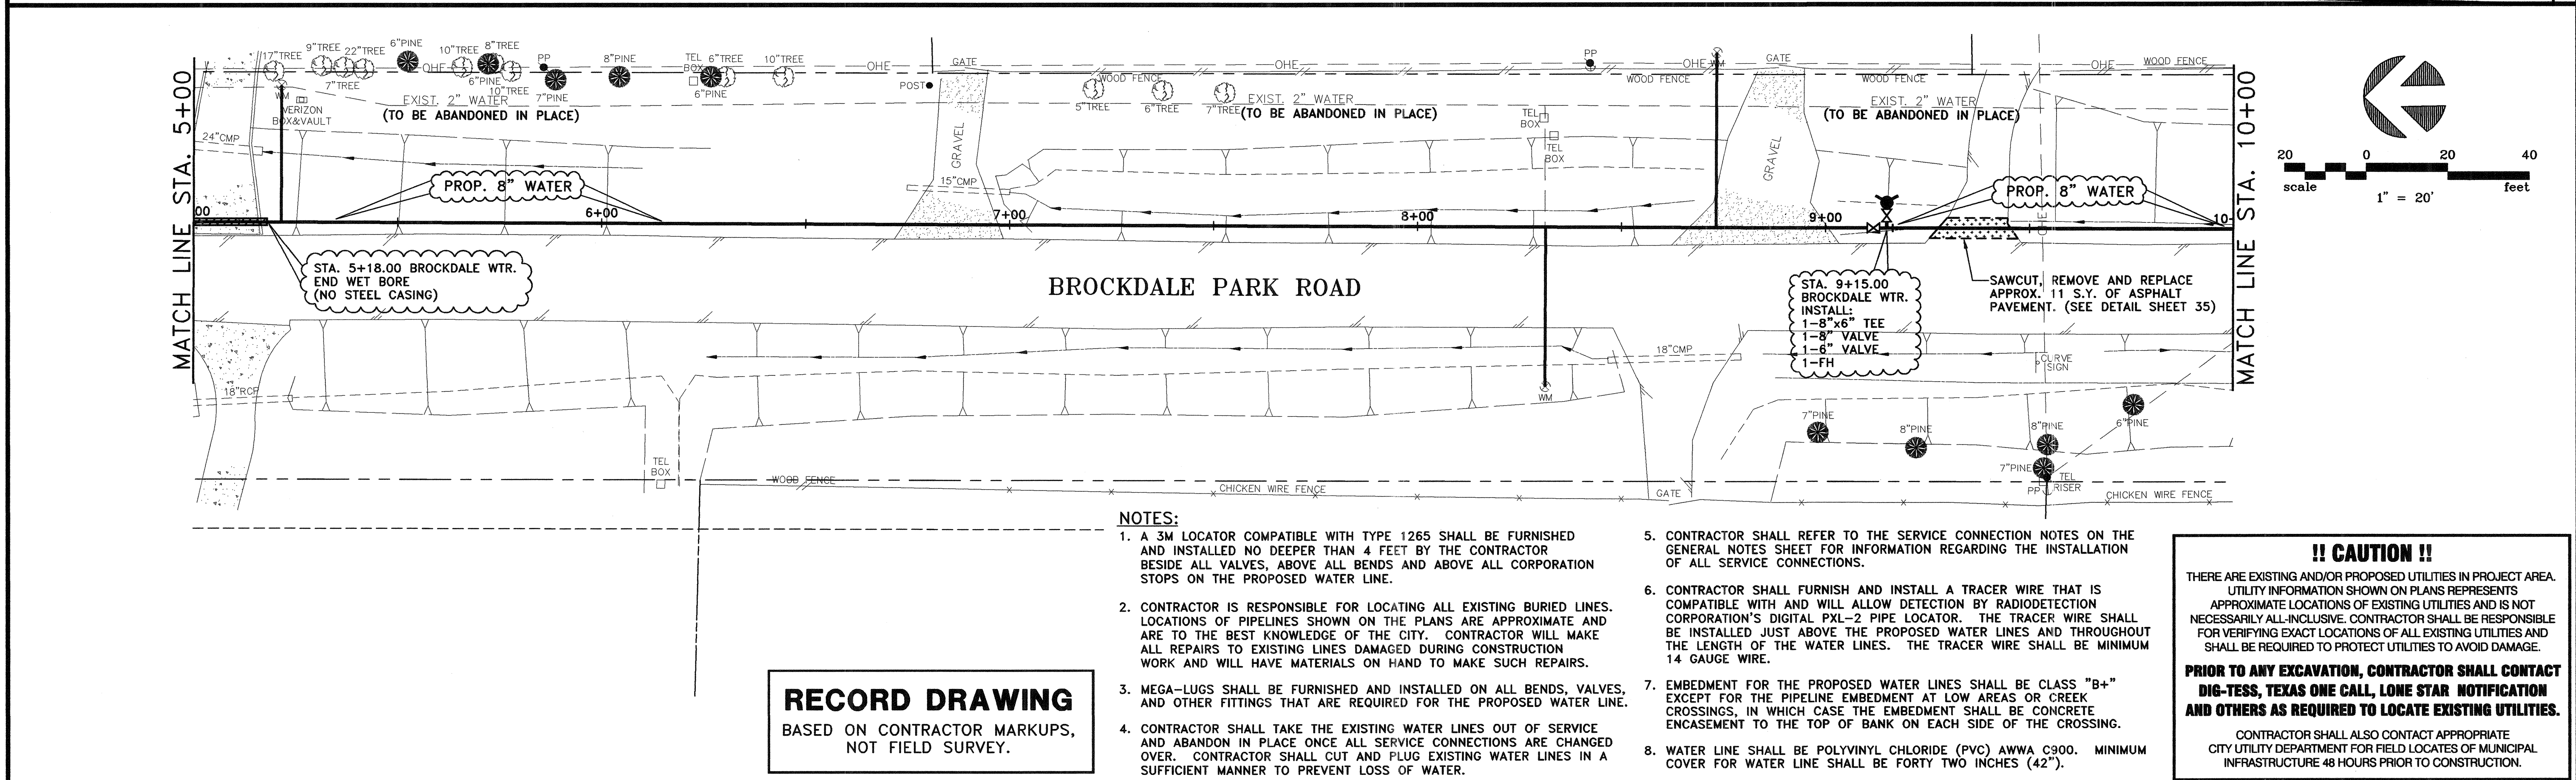 MATCH LINE STA. 5+00
17"TREE
9"TREE
22"TREE
7"TREE
6"PINE
OHE
10"TREE
8"TREE
6"PINE
10"TREE
PP
7"PINE
8"PINE
TEL
BOX
6"TREE
6"PINE
10"TREE
OHE
POST
GATE
WOOD FENCE
5"TREE
6"TREE
7"TREE
OHE
PP
WOOD FENCE
OHE
WM
GATE
WOOD FENCE
OHE
WOOD FENCE
WM
VERIZON
BOX&VAULT
EXIST. 2" WATER
(TO BE ABANDONED IN PLACE)
EXIST. 2" WATER
(TO BE ABANDONED IN PLACE)
EXIST. 2" WATER
(TO BE ABANDONED IN PLACE)
24"CMP
PROP. 8" WATER
GRAVEL
15"CMP
TEL
BOX
TEL
BOX
GRAVEL
PROP. 8" WATER
OHE
00
6+00
7+00
8+00
9+00
10
MATCH LINE STA. 10+00
20 0 20 40
scale feet
1" = 20'
STA. 5+18.00 BROCKDALE WTR.
END WET BORE
(NO STEEL CASING)
BROCKDALE PARK ROAD
STA. 9+15.00
BROCKDALE WTR.
INSTALL:
1-8"x6" TEE
1-8" VALVE
1-6" VALVE
1-FH
SAWCUT, REMOVE AND REPLACE
APPROX. 11 S.Y. OF ASPHALT
PAVEMENT. (SEE DETAIL SHEET 35)
18"RCP
18"CMP
WM
CURVE
SIGN
7"PINE
8"PINE
8"PINE
6"PINE
7"PINE
TEL
RISER
PP
TEL
BOX
WOOD FENCE
CHICKEN WIRE FENCE
GATE
CHICKEN WIRE FENCE
RECORD DRAWING
BASED ON CONTRACTOR MARKUPS,
NOT FIELD SURVEY.
NOTES:
1. A 3M LOCATOR COMPATIBLE WITH TYPE 1265 SHALL BE FURNISHED
AND INSTALLED NO DEEPER THAN 4 FEET BY THE CONTRACTOR
BESIDE ALL VALVES, ABOVE ALL BENDS AND ABOVE ALL CORPORATION
STOPS ON THE PROPOSED WATER LINE.
2. CONTRACTOR IS RESPONSIBLE FOR LOCATING ALL EXISTING BURIED LINES.
LOCATIONS OF PIPELINES SHOWN ON THE PLANS ARE APPROXIMATE AND
ARE TO THE BEST KNOWLEDGE OF THE CITY. CONTRACTOR WILL MAKE
ALL REPAIRS TO EXISTING LINES DAMAGED DURING CONSTRUCTION
WORK AND WILL HAVE MATERIALS ON HAND TO MAKE SUCH REPAIRS.
3. MEGA-LUGS SHALL BE FURNISHED AND INSTALLED ON ALL BENDS, VALVES,
AND OTHER FITTINGS THAT ARE REQUIRED FOR THE PROPOSED WATER LINE.
4. CONTRACTOR SHALL TAKE THE EXISTING WATER LINES OUT OF SERVICE
AND ABANDON IN PLACE ONCE ALL SERVICE CONNECTIONS ARE CHANGED
OVER. CONTRACTOR SHALL CUT AND PLUG EXISTING WATER LINES IN A
SUFFICIENT MANNER TO PREVENT LOSS OF WATER.
5. CONTRACTOR SHALL REFER TO THE SERVICE CONNECTION NOTES ON THE
GENERAL NOTES SHEET FOR INFORMATION REGARDING THE INSTALLATION
OF ALL SERVICE CONNECTIONS.
6. CONTRACTOR SHALL FURNISH AND INSTALL A TRACER WIRE THAT IS
COMPATIBLE WITH AND WILL ALLOW DETECTION BY RADIODETECTION
CORPORATION'S DIGITAL PXL-2 PIPE LOCATOR. THE TRACER WIRE SHALL
BE INSTALLED JUST ABOVE THE PROPOSED WATER LINES AND THROUGHOUT
THE LENGTH OF THE WATER LINES. THE TRACER WIRE SHALL BE MINIMUM
14 GAUGE WIRE.
7. EMBEDMENT FOR THE PROPOSED WATER LINES SHALL BE CLASS "B+"
EXCEPT FOR THE PIPELINE EMBEDMENT AT LOW AREAS OR CREEK
CROSSINGS, IN WHICH CASE THE EMBEDMENT SHALL BE CONCRETE
ENCASEMENT TO THE TOP OF BANK ON EACH SIDE OF THE CROSSING.
8. WATER LINE SHALL BE POLYVINYL CHLORIDE (PVC) AWWA C900. MINIMUM
COVER FOR WATER LINE SHALL BE FORTY TWO INCHES (42").
!! CAUTION !!
THERE ARE EXISTING AND/OR PROPOSED UTILITIES IN PROJECT AREA.
UTILITY INFORMATION SHOWN ON PLANS REPRESENTS
APPROXIMATE LOCATIONS OF EXISTING UTILITIES AND IS NOT
NECESSARILY ALL-INCLUSIVE. CONTRACTOR SHALL BE RESPONSIBLE
FOR VERIFYING EXACT LOCATIONS OF ALL EXISTING UTILITIES AND
SHALL BE REQUIRED TO PROTECT UTILITIES TO AVOID DAMAGE.
PRIOR TO ANY EXCAVATION, CONTRACTOR SHALL CONTACT
DIG-TESS, TEXAS ONE CALL, LONE STAR NOTIFICATION
AND OTHERS AS REQUIRED TO LOCATE EXISTING UTILITIES.
CONTRACTOR SHALL ALSO CONTACT APPROPRIATE
CITY UTILITY DEPARTMENT FOR FIELD LOCATES OF MUNICIPAL
INFRASTRUCTURE 48 HOURS PRIOR TO CONSTRUCTION.